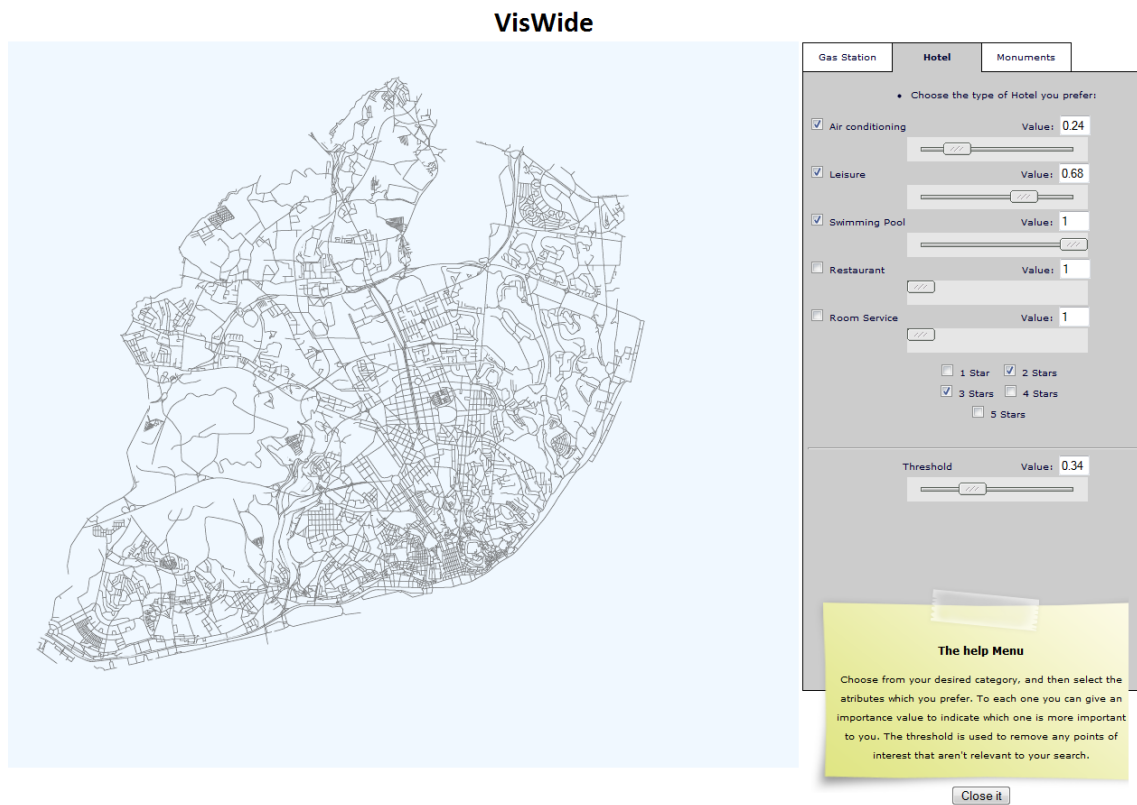 VisWide
Gas Station Hotel Monuments
• Choose the type of Hotel you prefer:
Air conditioning Value: 0.24
Leisure Value: 0.68
Swimming Pool Value: 1
Restaurant Value: 1
Room Service Value: 1
1 Star 2 Stars
3 Stars 4 Stars
5 Stars
Threshold Value: 0.34
The help Menu
Choose from your desired category, and then select the
atributes which you prefer. To each one you can give an
importance value to indicate which one is more important
to you. The threshold is used to remove any points of
interest that aren't relevant to your search.
Close it